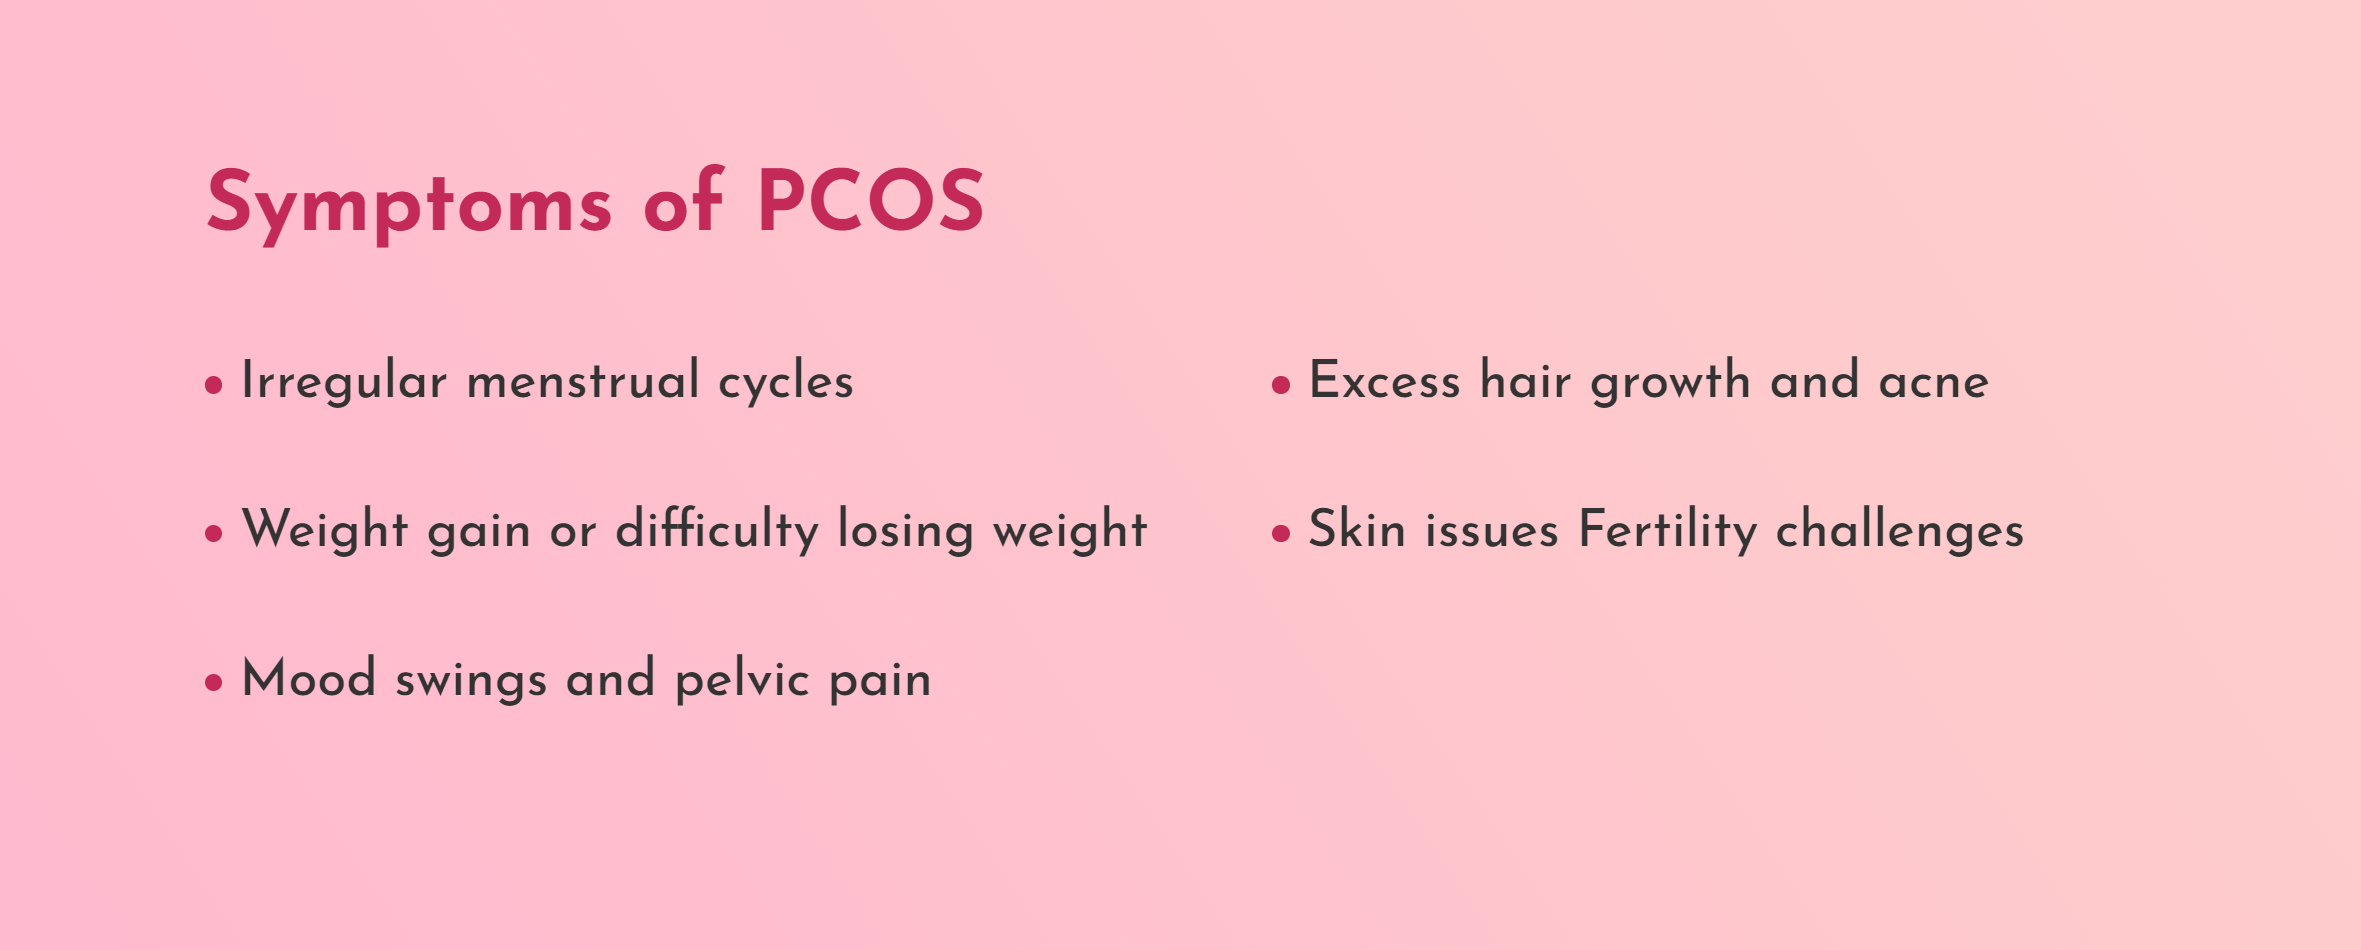 Symptoms of PCOS
• Irregular menstrual cycles
• Excess hair growth and acne
• Weight gain or difficulty losing weight
• Skin issues Fertility challenges
• Mood swings and pelvic pain